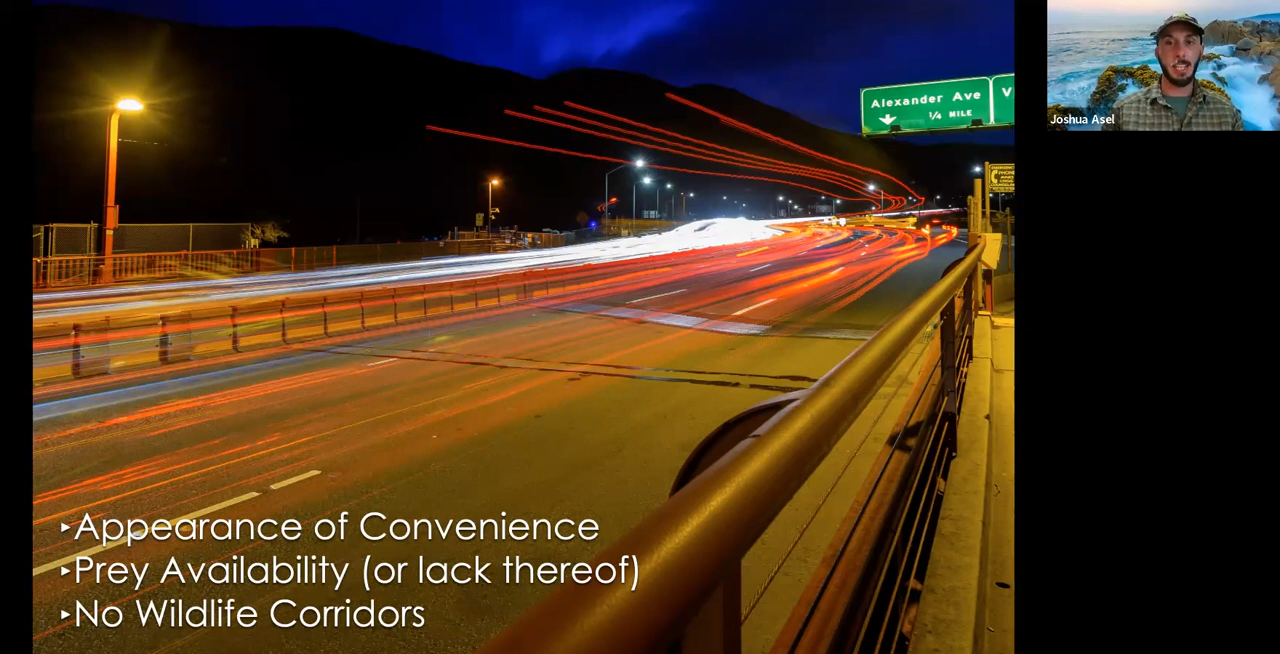 Alexander Ave
1/4 MILE
V
Joshua Asel
▸Appearance of Convenience
▸Prey Availability (or lack thereof)
▸No Wildlife Corridors